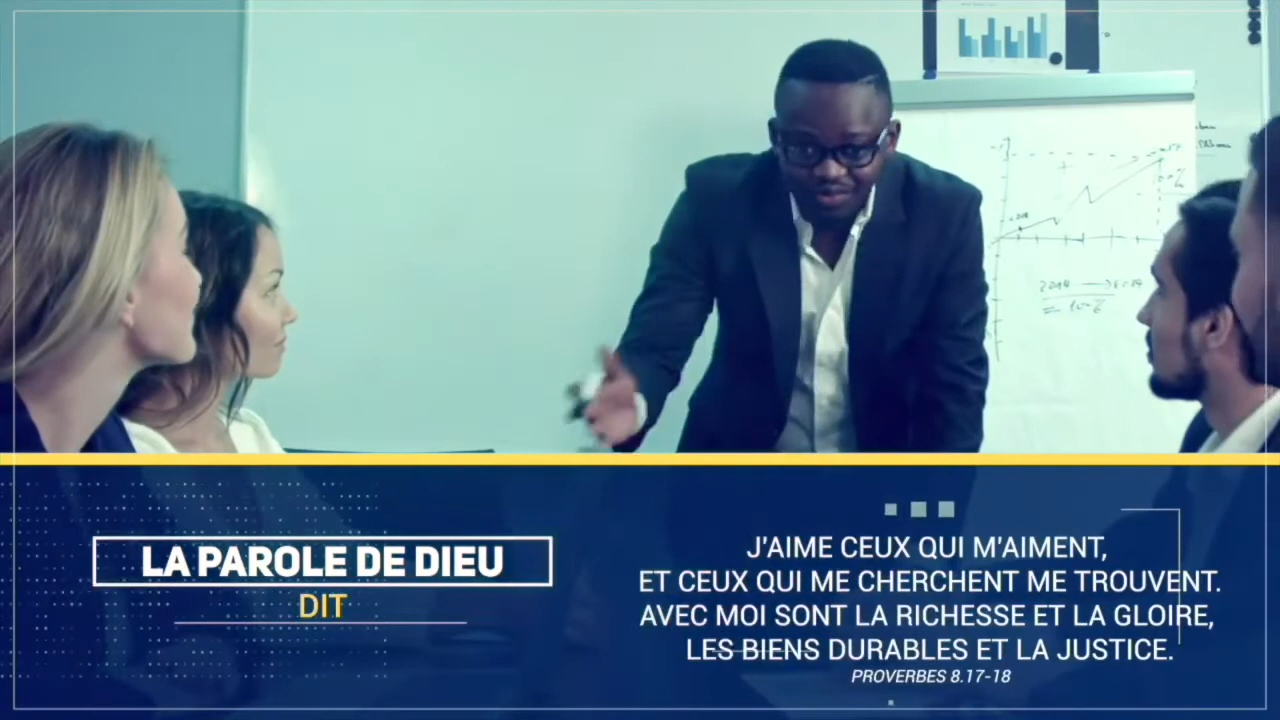 LA PAROLE DE DIEU
DIT
J'AIME CEUX QUI M'AIMENT,
ET CEUX QUI ME CHERCHENT ME TROUVENT.
AVEC MOI SONT LA RICHESSE ET LA GLOIRE,
LES BIENS DURABLES ET LA JUSTICE.
PROVERBES 8.17-18